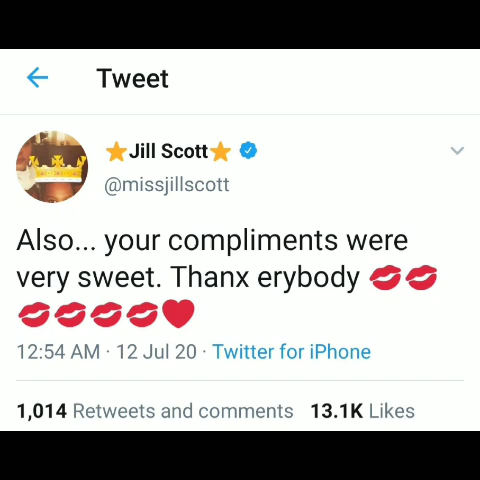 Tweet
⭐Jill Scott⭐
@missjillscott
Also... your compliments were
very sweet. Thanx erybody 💋💋
💋💋💋💋❤
12:54 AM · 12 Jul 20 · Twitter for iPhone
1,014 Retweets and comments 13.1K Likes